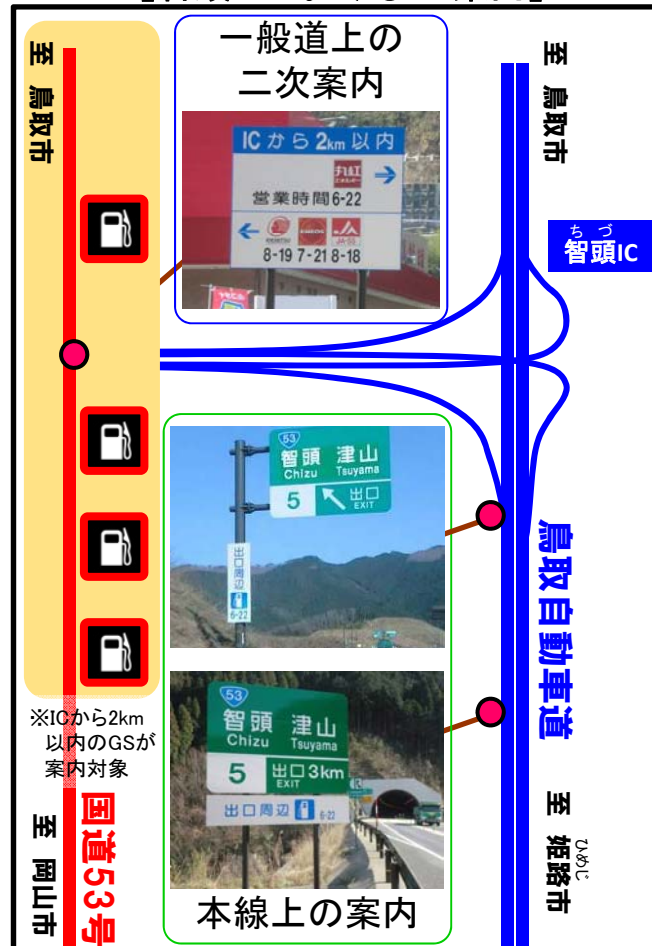 至 鳥取市
一般道上の
二次案内
ICから2km以内
営業時間6-22
8-19 7-21 8-18
JA-SS
至 鳥取市
ちづ
智頭IC
53
智頭 津山
Chizu Tsuyama
5 出口
EXIT
出口周辺
6-22
53
智頭 津山
Chizu Tsuyama
5 出口3km
EXIT
出口周辺 6-22
本線上の案内
鳥取自動車道
※ICから2km
以内のGSが
案内対象
国道53号
至 岡山市
至 姫路市
ひめじ